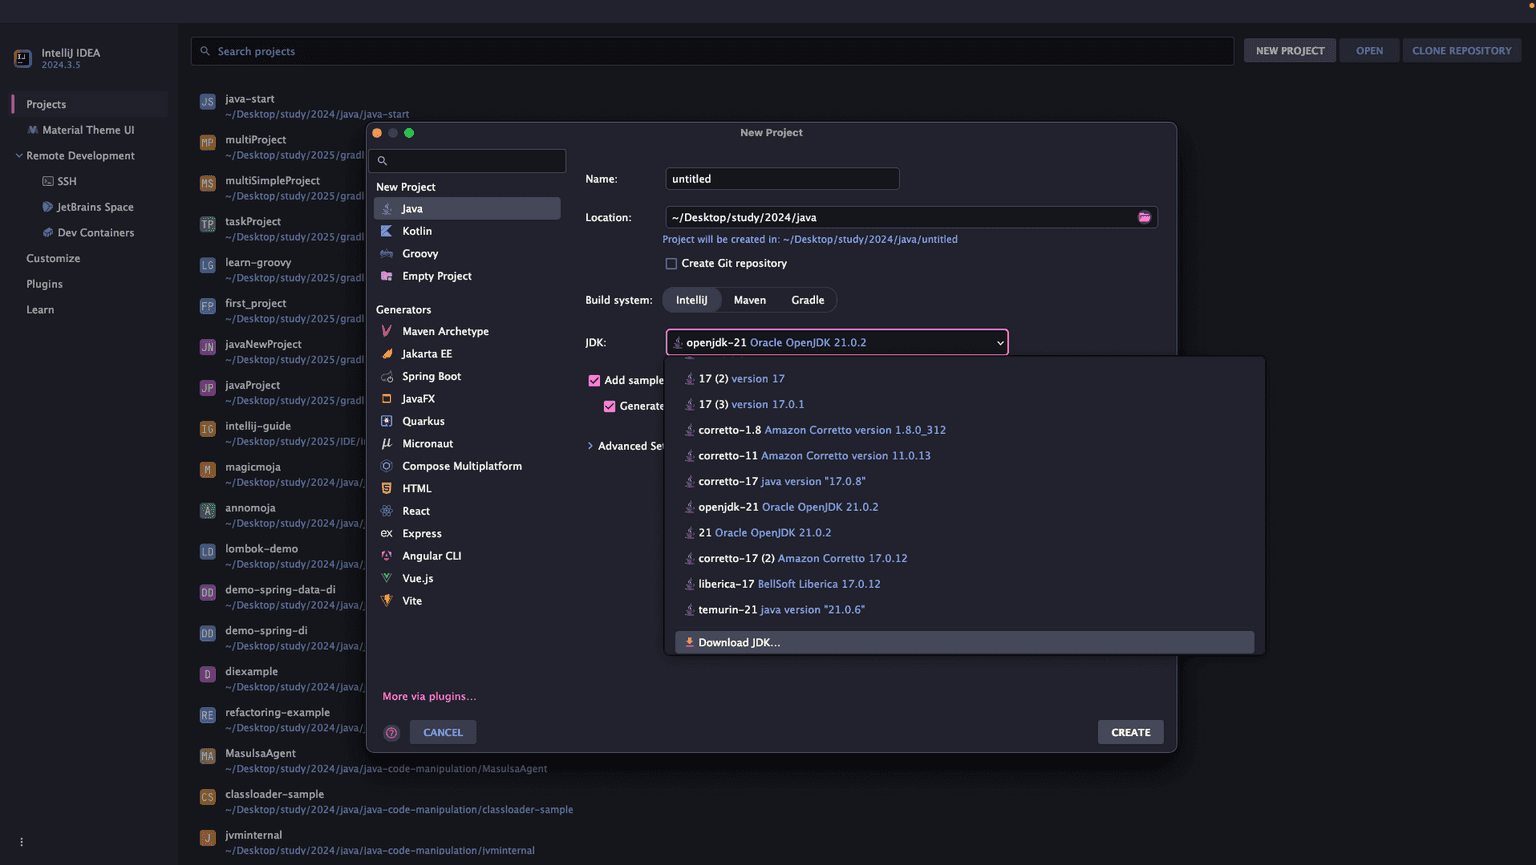 IntelliJ IDEA
2024.3.5
Search projects
NEW PROJECT
OPEN
CLONE REPOSITORY
Projects
Material Theme UI
Remote Development
SSH
JetBrains Space
Dev Containers
Customize
Plugins
Learn
JS java-start
~/Desktop/study/2024/java/java-start
MP multiProject
~/Desktop/study/2025/gradl
MS multiSimpleProject
~/Desktop/study/2025/gradl
TP taskProject
~/Desktop/study/2025/gradl
LG learn-groovy
~/Desktop/study/2025/gradl
FP first_project
~/Desktop/study/2025/gradl
JN javaNewProject
~/Desktop/study/2025/gradl
JP javaProject
~/Desktop/study/2025/gradl
IG intellij-guide
~/Desktop/study/2025/IDE/In
M magicmoja
~/Desktop/study/2024/java/
A annomoja
~/Desktop/study/2024/java/
LD lombok-demo
~/Desktop/study/2024/java/
DD demo-spring-data-di
~/Desktop/study/2024/java/
DD demo-spring-di
~/Desktop/study/2024/java/
D diexample
~/Desktop/study/2024/java/
RE refactoring-example
~/Desktop/study/2024/java/
MA MasulsaAgent
~/Desktop/study/2024/java/java-code-manipulation/MasulsaAgent
CS classloader-sample
~/Desktop/study/2024/java/java-code-manipulation/classloader-sample
J jvminternal
~/Desktop/study/2024/java/java-code-manipulation/jvminternal
New Project
New Project
Java
Kotlin
Groovy
Empty Project
Generators
Maven Archetype
Jakarta EE
Spring Boot
JavaFX
Quarkus
μ Micronaut
Compose Multiplatform
HTML
React
ex Express
Angular CLI
Vue.js
Vite
More via plugins...
? CANCEL
Name: untitled
Location: ~/Desktop/study/2024/java
Project will be created in: ~/Desktop/study/2024/java/untitled
Create Git repository
Build system: IntelliJ Maven Gradle
JDK: openjdk-21 Oracle OpenJDK 21.0.2
Add sample
Generate
Advanced Set
17 (2) version 17
17 (3) version 17.0.1
corretto-1.8 Amazon Corretto version 1.8.0_312
corretto-11 Amazon Corretto version 11.0.13
corretto-17 java version "17.0.8"
openjdk-21 Oracle OpenJDK 21.0.2
21 Oracle OpenJDK 21.0.2
corretto-17 (2) Amazon Corretto 17.0.12
liberica-17 BellSoft Liberica 17.0.12
temurin-21 java version "21.0.6"
Download JDK...
CREATE